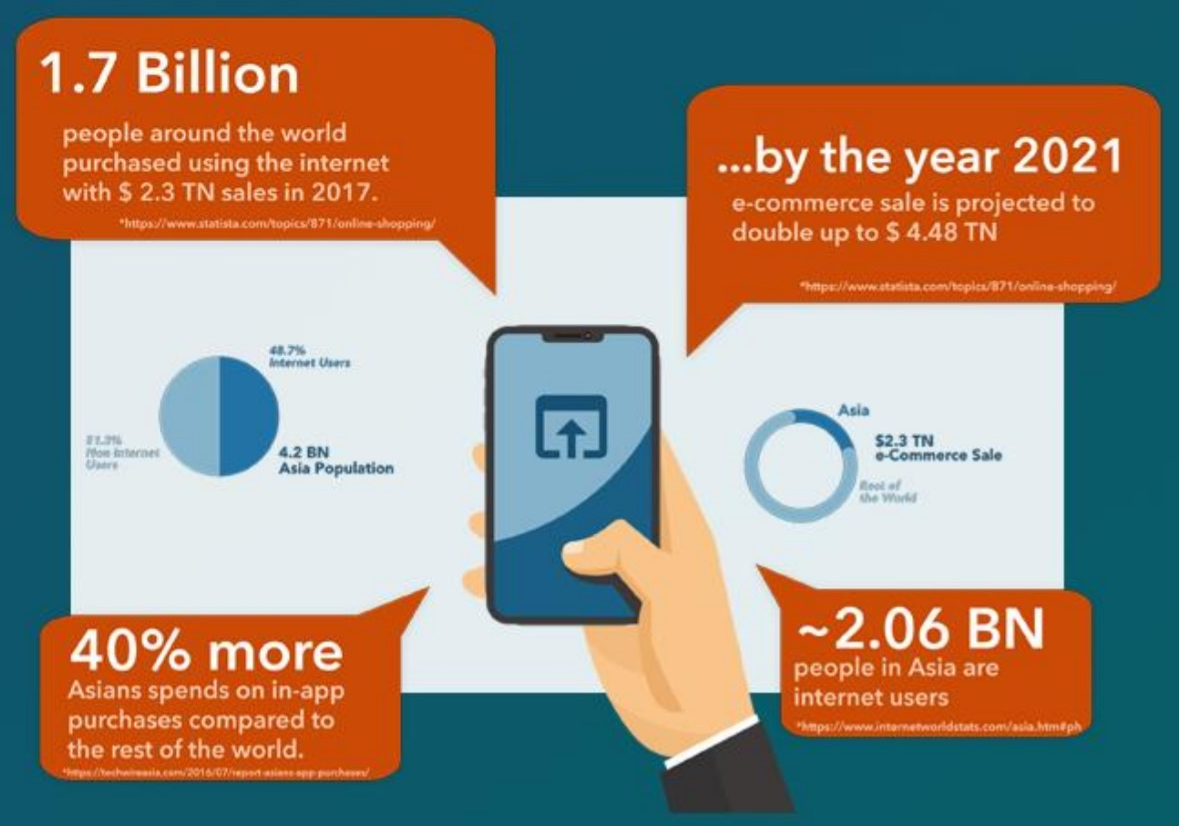 1.7 Billion
people around the world
purchased using the internet
with $ 2.3 TN sales in 2017.
*https://www.statista.com/topics/871/online-shopping/
...by the year 2021
e-commerce sale is projected to
double up to $ 4.48 TN
*https://www.statista.com/topics/871/online-shopping/
48.7%
Internet Users
51.3%
Non Internet
Users
4.2 BN
Asia Population
Asia
$2.3 TN
e-Commerce Sale
Rest of
the World
40% more
Asians spends on in-app
purchases compared to
the rest of the world.
*https://techwireasia.com/2016/07/report-asians-app-purchases/
~2.06 BN
people in Asia are
internet users
*https://www.internetworldstats.com/asia.htm#ph